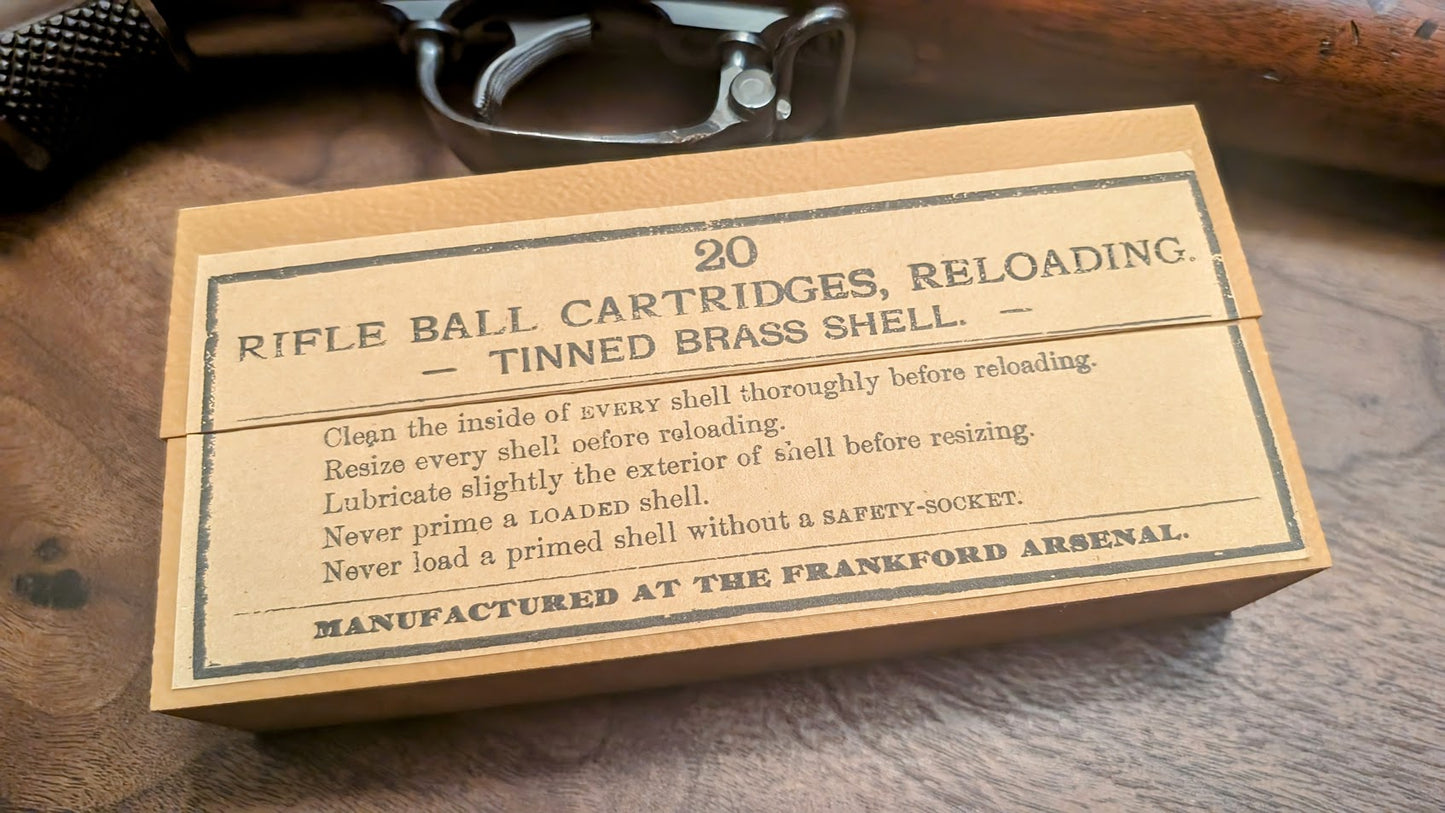 20
RIFLE BALL CARTRIDGES, RELOADING.
— TINNED BRASS SHELL. —
Clean the inside of EVERY shell thoroughly before reloading.
Resize every shell before reloading.
Lubricate slightly the exterior of shell before resizing.
Never prime a LOADED shell.
Never load a primed shell without a SAFETY-SOCKET.
MANUFACTURED AT THE FRANKFORD ARSENAL.